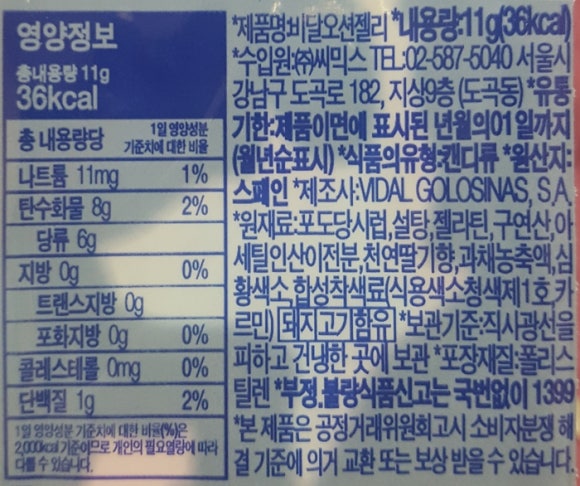 영양정보
총내용량 11g
36kcal
총 내용량당 1일 영양성분 기준치에 대한 비율
나트륨 11mg 1%
탄수화물 8g 2%
당류 6g
지방 0g 0%
트랜스지방 0g
포화지방 0g 0%
콜레스테롤 0mg 0%
단백질 1g 2%
1일 영양성분 기준치에 대한 비율(%)은
2,000kcal 기준이므로 개인의 필요열량에 따라
다를 수 있습니다.
*제품명:비달오션젤리 *내용량:11g(36kcal)
*수입원:㈜씨믹스 TEL:02-587-5040 서울시
강남구 도곡로 182, 지상9층 (도곡동) *유통
기한:제품이면에 표시된 년월의01일까지
(월년순표시) *식품의유형:캔디류 *원산지:
스페인 *제조사:VIDAL GOLOSINAS, S.A.
*원재료:포도당시럽,설탕,젤라틴,구연산,아
세틸인산이전분,천연딸기향,과채농축액,심
황색소,합성착색료(식용색소청색제1호,카
르민) 돼지고기함유 *보관기준:직시광선을
피하고 건냉한 곳에 보관 *포장재질:폴리스
틸렌 *부정.불량식품신고는 국번없이 1399
*본 제품은 공정거래위원회고시 소비자분쟁 해
결 기준에 의거 교환 또는 보상 받을 수 있습니다.